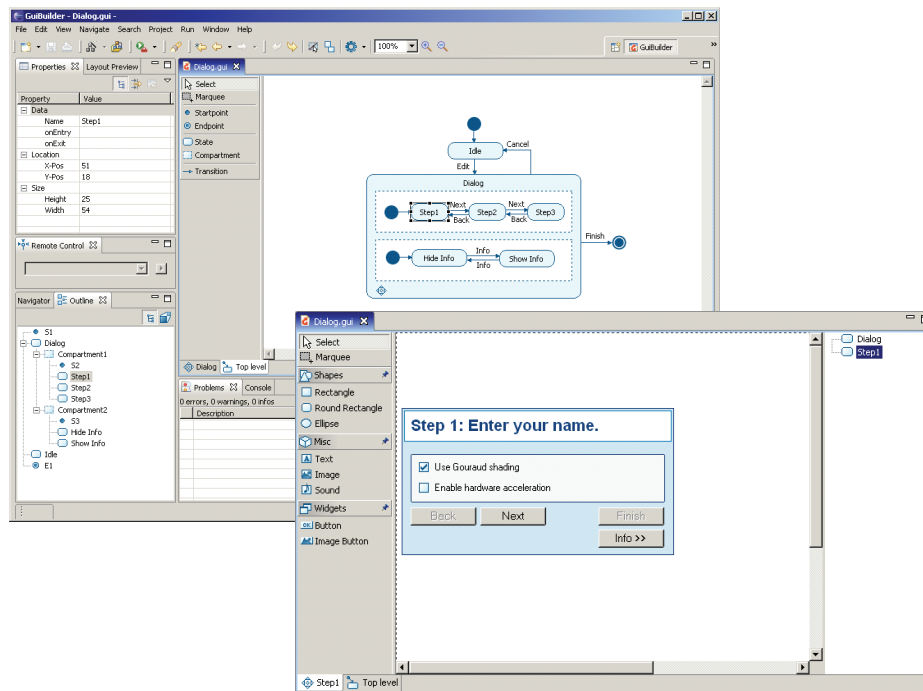 GuiBuilder - Dialog.gui -
File Edit View Navigate Search Project Run Window Help
100%
GuiBuilder
»
Properties
Layout Preview
Property Value
Data
Name Step1
onEntry
onExit
Location
X-Pos 51
Y-Pos 18
Size
Height 25
Width 54
Remote Control
Navigator
Outline
S1
Dialog
Compartment1
S2
Step1
Step2
Step3
Compartment2
S3
Hide Info
Show Info
Idle
E1
Dialog.gui
Select
Marquee
Startpoint
Endpoint
State
Compartment
Transition
Idle
Cancel
Edit
Dialog
Step1
Next
Back
Step2
Next
Back
Step3
Hide Info
Info
Info
Show Info
Finish
Dialog
Top level
Problems
Console
0 errors, 0 warnings, 0 infos
Description
Dialog.gui
Select
Marquee
Shapes
Rectangle
Round Rectangle
Ellipse
Misc
A Text
Image
Sound
Widgets
OK Button
Image Button
Step 1: Enter your name.
Use Gouraud shading
Enable hardware acceleration
Back
Next
Finish
Info >>
Dialog
Step1
Step1
Top level